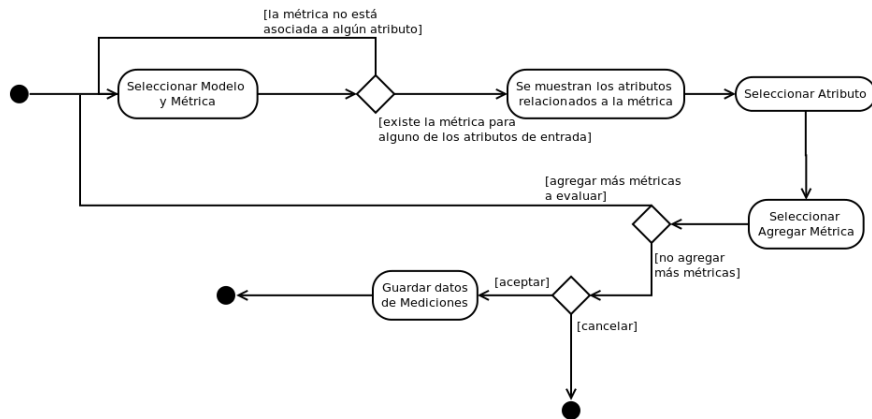 [la métrica no está
asociada a algún atributo]
Seleccionar Modelo
y Métrica
Se muestran los atributos
relacionados a la métrica
Seleccionar Atributo
[existe la métrica para
alguno de los atributos de entrada]
[agregar más métricas
a evaluar]
Seleccionar
Agregar Métrica
[no agregar
más métricas]
[aceptar]
Guardar datos
de Mediciones
[cancelar]